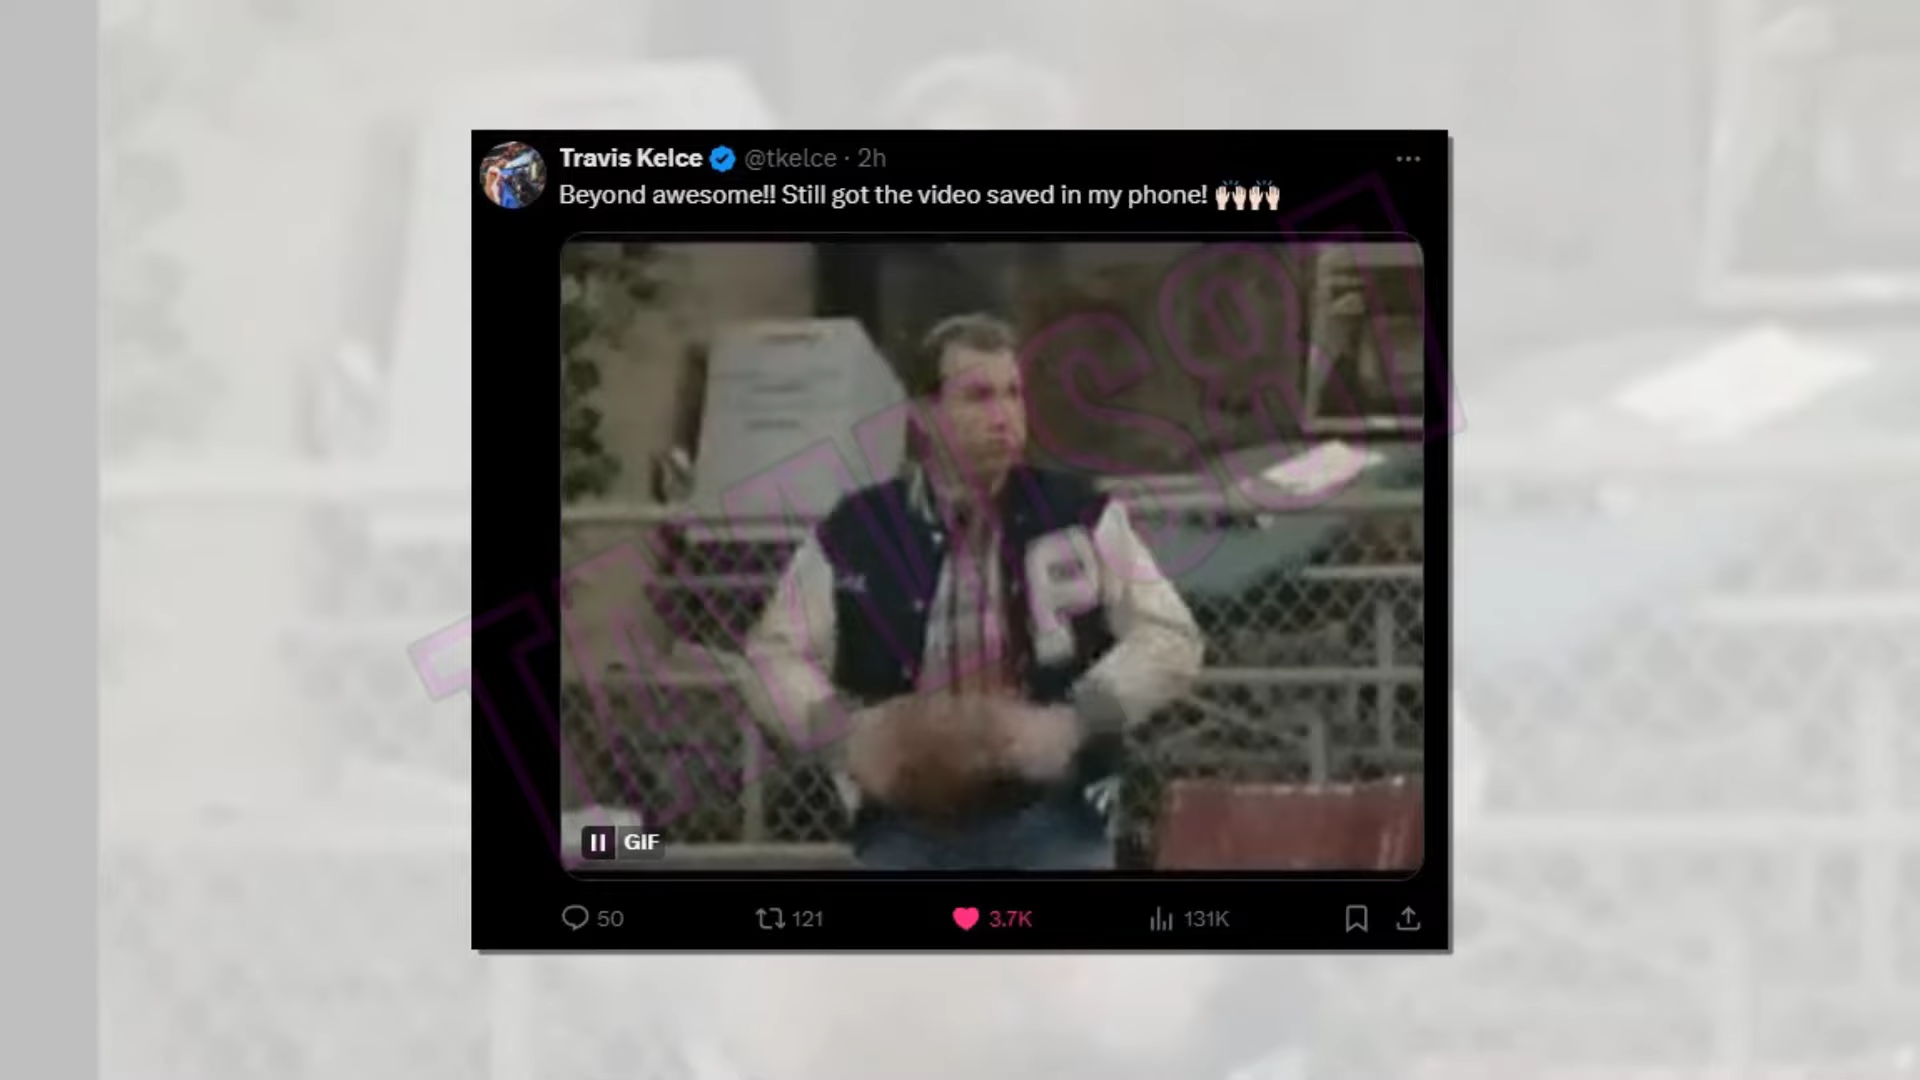 Travis Kelce @tkelce · 2h
Beyond awesome!! Still got the video saved in my phone! 🙌🏻🙌🏻
P
TAYVIS87
GIF
50 121 3.7K 131K